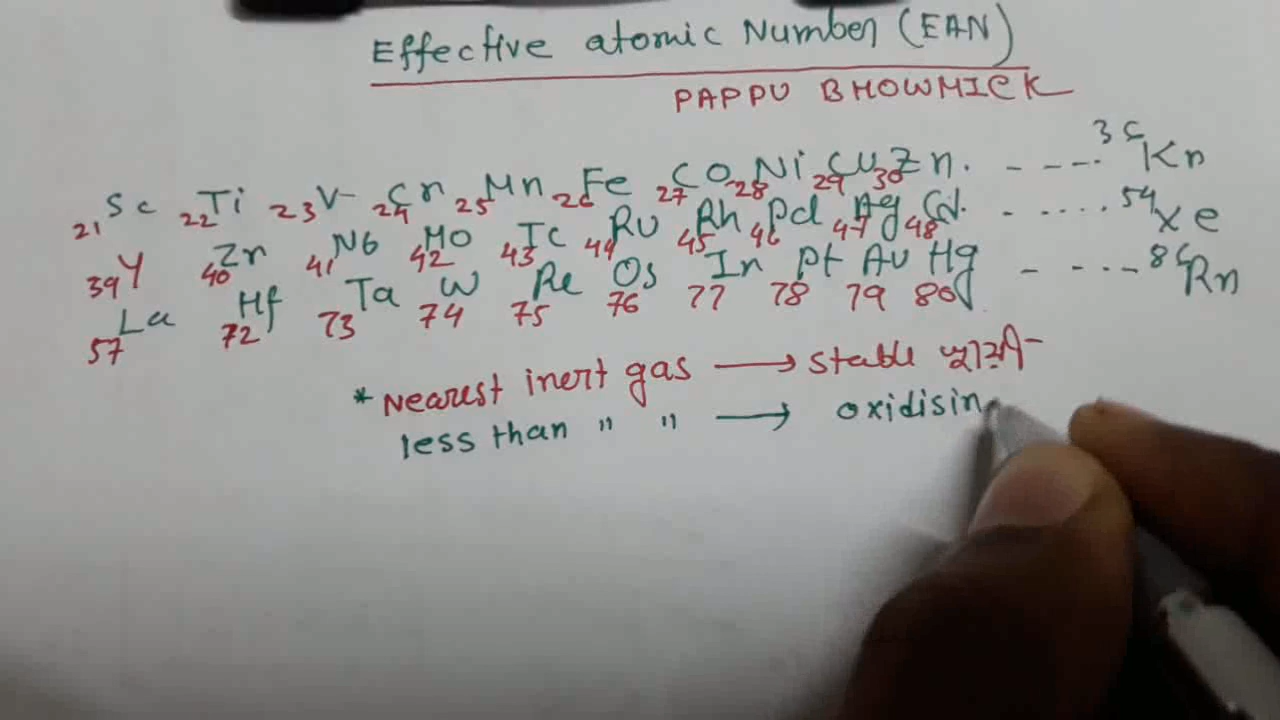 Effective atomic Number (EAN)
PAPPU BHOWMICK
21Sc 22Ti 23V 24Cr 25Mn 26Fe 27CO 28Ni 29CU 30Zn. - - - - . 36Kr
39Y 40Zr 41Nb 42MO 43Tc 44RU 45Rh 46Pd 47Ag 48Cd. - ..... 54Xe
57La 72Hf 73Ta 74W 75Re 76Os 77Ir 78Pt 79AU 80Hg - - - - 86Rn
* Nearest inert gas → stable
less than " " → oxidisin